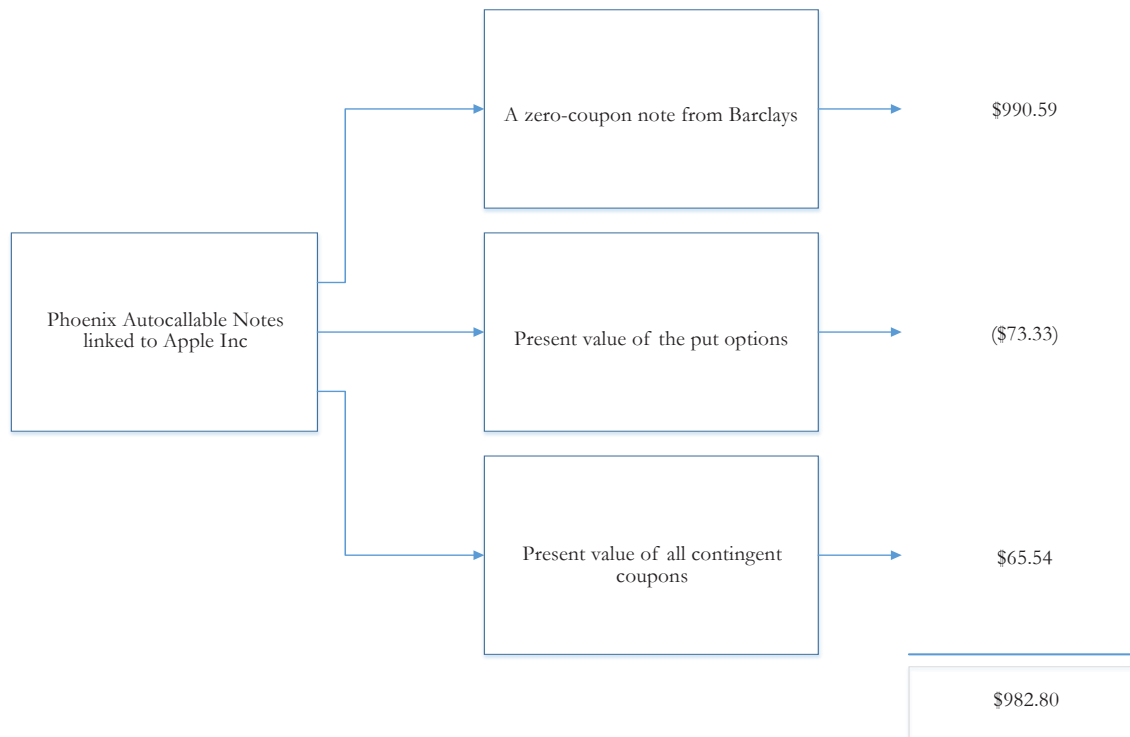 A zero-coupon note from Barclays
$990.59
Phoenix Autocallable Notes
linked to Apple Inc
Present value of the put options
($73.33)
Present value of all contingent
coupons
$65.54
$982.80